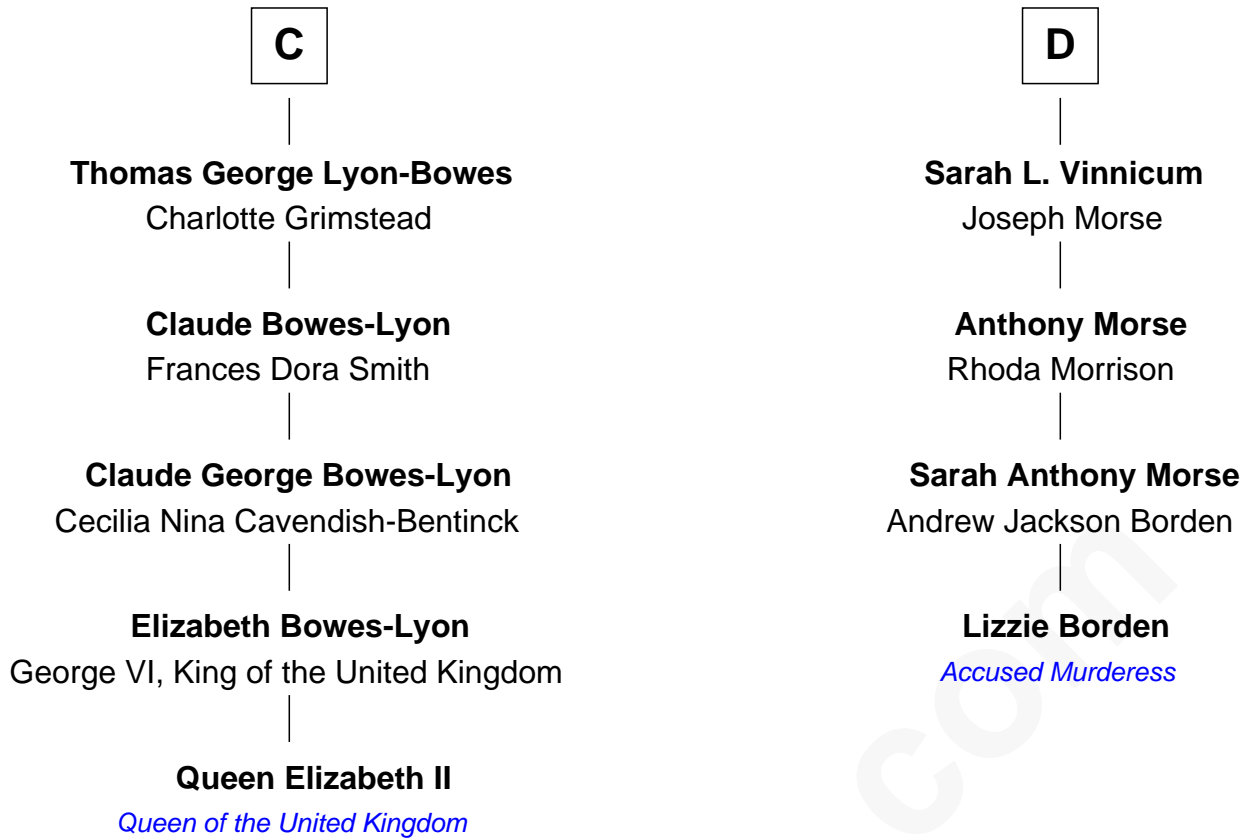 C
Thomas George Lyon-Bowes
Charlotte Grimstead
Claude Bowes-Lyon
Frances Dora Smith
Claude George Bowes-Lyon
Cecilia Nina Cavendish-Bentinck
Elizabeth Bowes-Lyon
George VI, King of the United Kingdom
Queen Elizabeth II
Queen of the United Kingdom
D
Sarah L. Vinnicum
Joseph Morse
Anthony Morse
Rhoda Morrison
Sarah Anthony Morse
Andrew Jackson Borden
Lizzie Borden
Accused Murderess
com